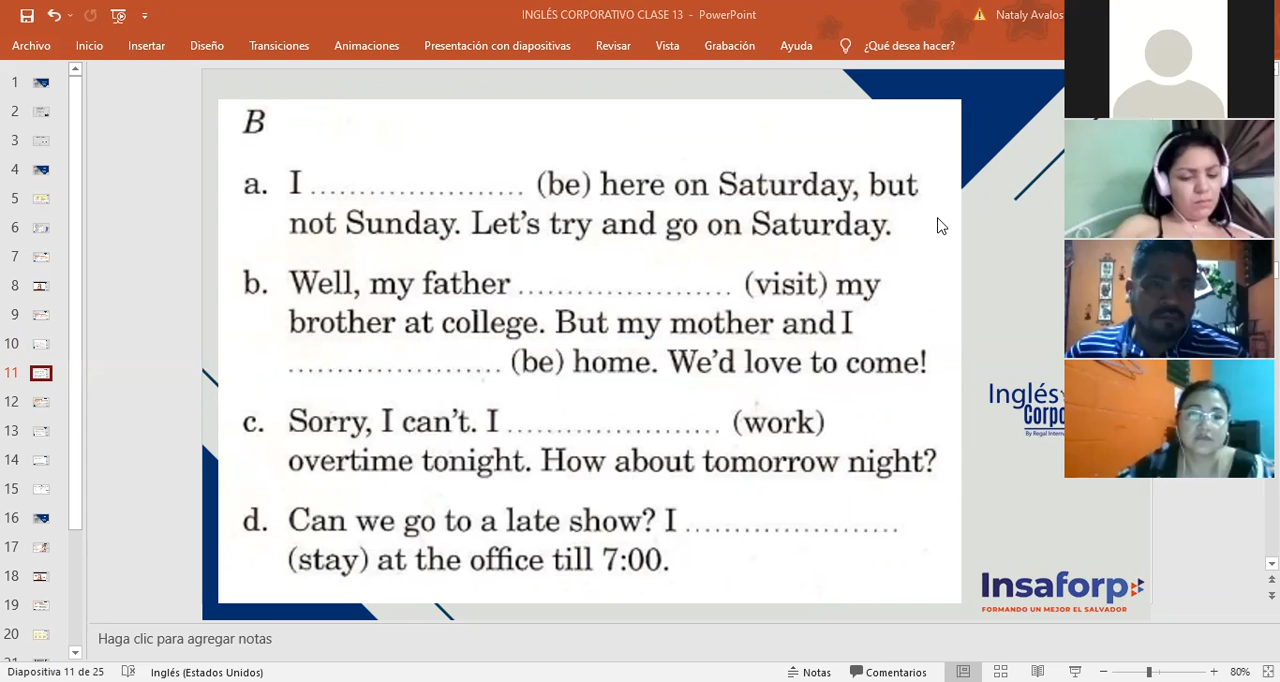 INGLÉS CORPORATIVO CLASE 13 - PowerPoint
Nataly Avalos
Archivo Inicio Insertar Diseño Transiciones Animaciones Presentación con diapositivas Revisar Vista Grabación Ayuda ¿Qué desea hacer?
1
2
3
4
5
6
7
8
9
10
11
12
13
14
15
16
17
18
19
20
B
a. I ...................... (be) here on Saturday, but
not Sunday. Let's try and go on Saturday.
b. Well, my father ...................... (visit) my
brother at college. But my mother and I
...................... (be) home. We'd love to come!
c. Sorry, I can't. I ...................... (work)
overtime tonight. How about tomorrow night?
d. Can we go to a late show? I ......................
(stay) at the office till 7:00.
Inglés
Corpo
By Regal Intern
Insaforp
FORMANDO UN MEJOR EL SALVADOR
Haga clic para agregar notas
Diapositiva 11 de 25 Inglés (Estados Unidos) Notas Comentarios 80%